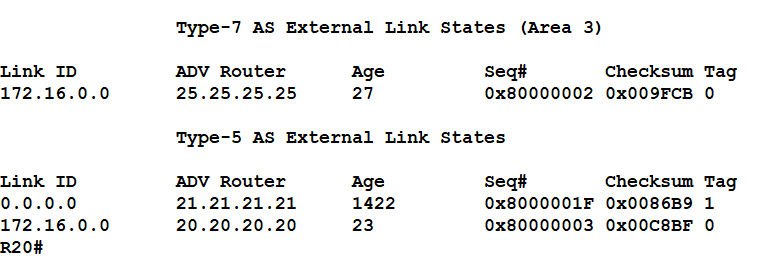 Type-7 AS External Link States (Area 3)
Link ID ADV Router Age Seq# Checksum Tag
172.16.0.0 25.25.25.25 27 0x80000002 0x009FCB 0
Type-5 AS External Link States
Link ID ADV Router Age Seq# Checksum Tag
0.0.0.0 21.21.21.21 1422 0x8000001F 0x0086B9 1
172.16.0.0 20.20.20.20 23 0x80000003 0x00C8BF 0
R20#